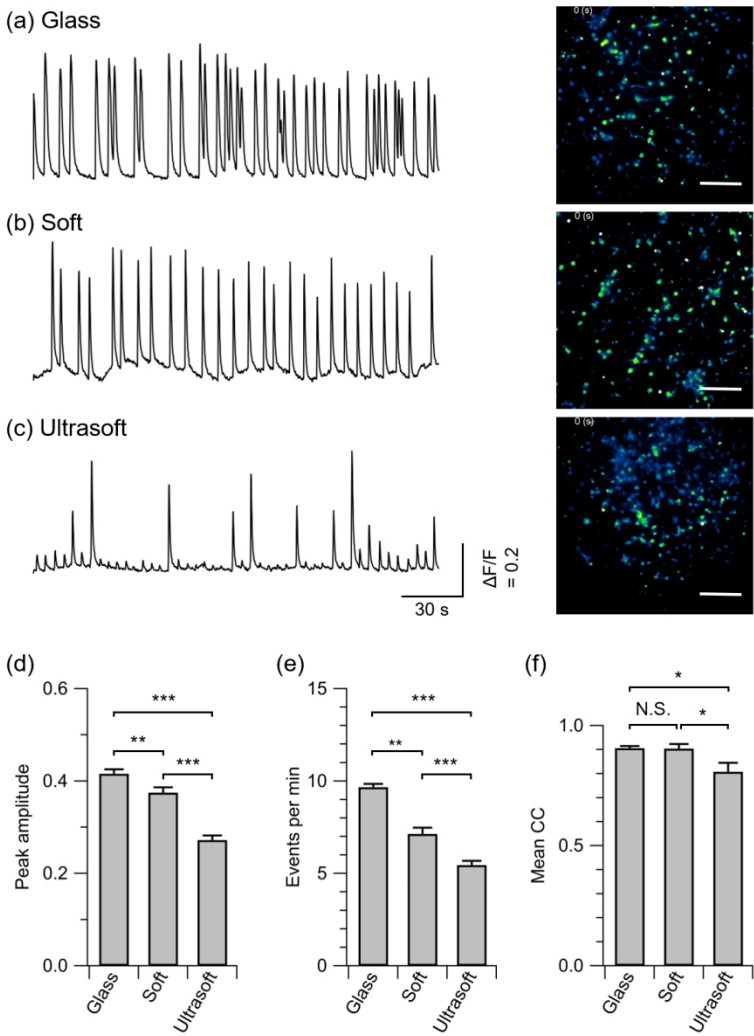 (a) Glass
0 (s)
(b) Soft
0 (s)
(c) Ultrasoft
0 (s)
30 s
ΔF/F
= 0.2
(d)
0.6
0.4
0.2
0.0
Peak amplitude
***
**
***
Glass
Soft
Ultrasoft
(e)
15
10
5
0
Events per min
***
**
***
Glass
Soft
Ultrasoft
(f)
1.0
0.5
0.0
Mean CC
*
N.S.
*
Glass
Soft
Ultrasoft